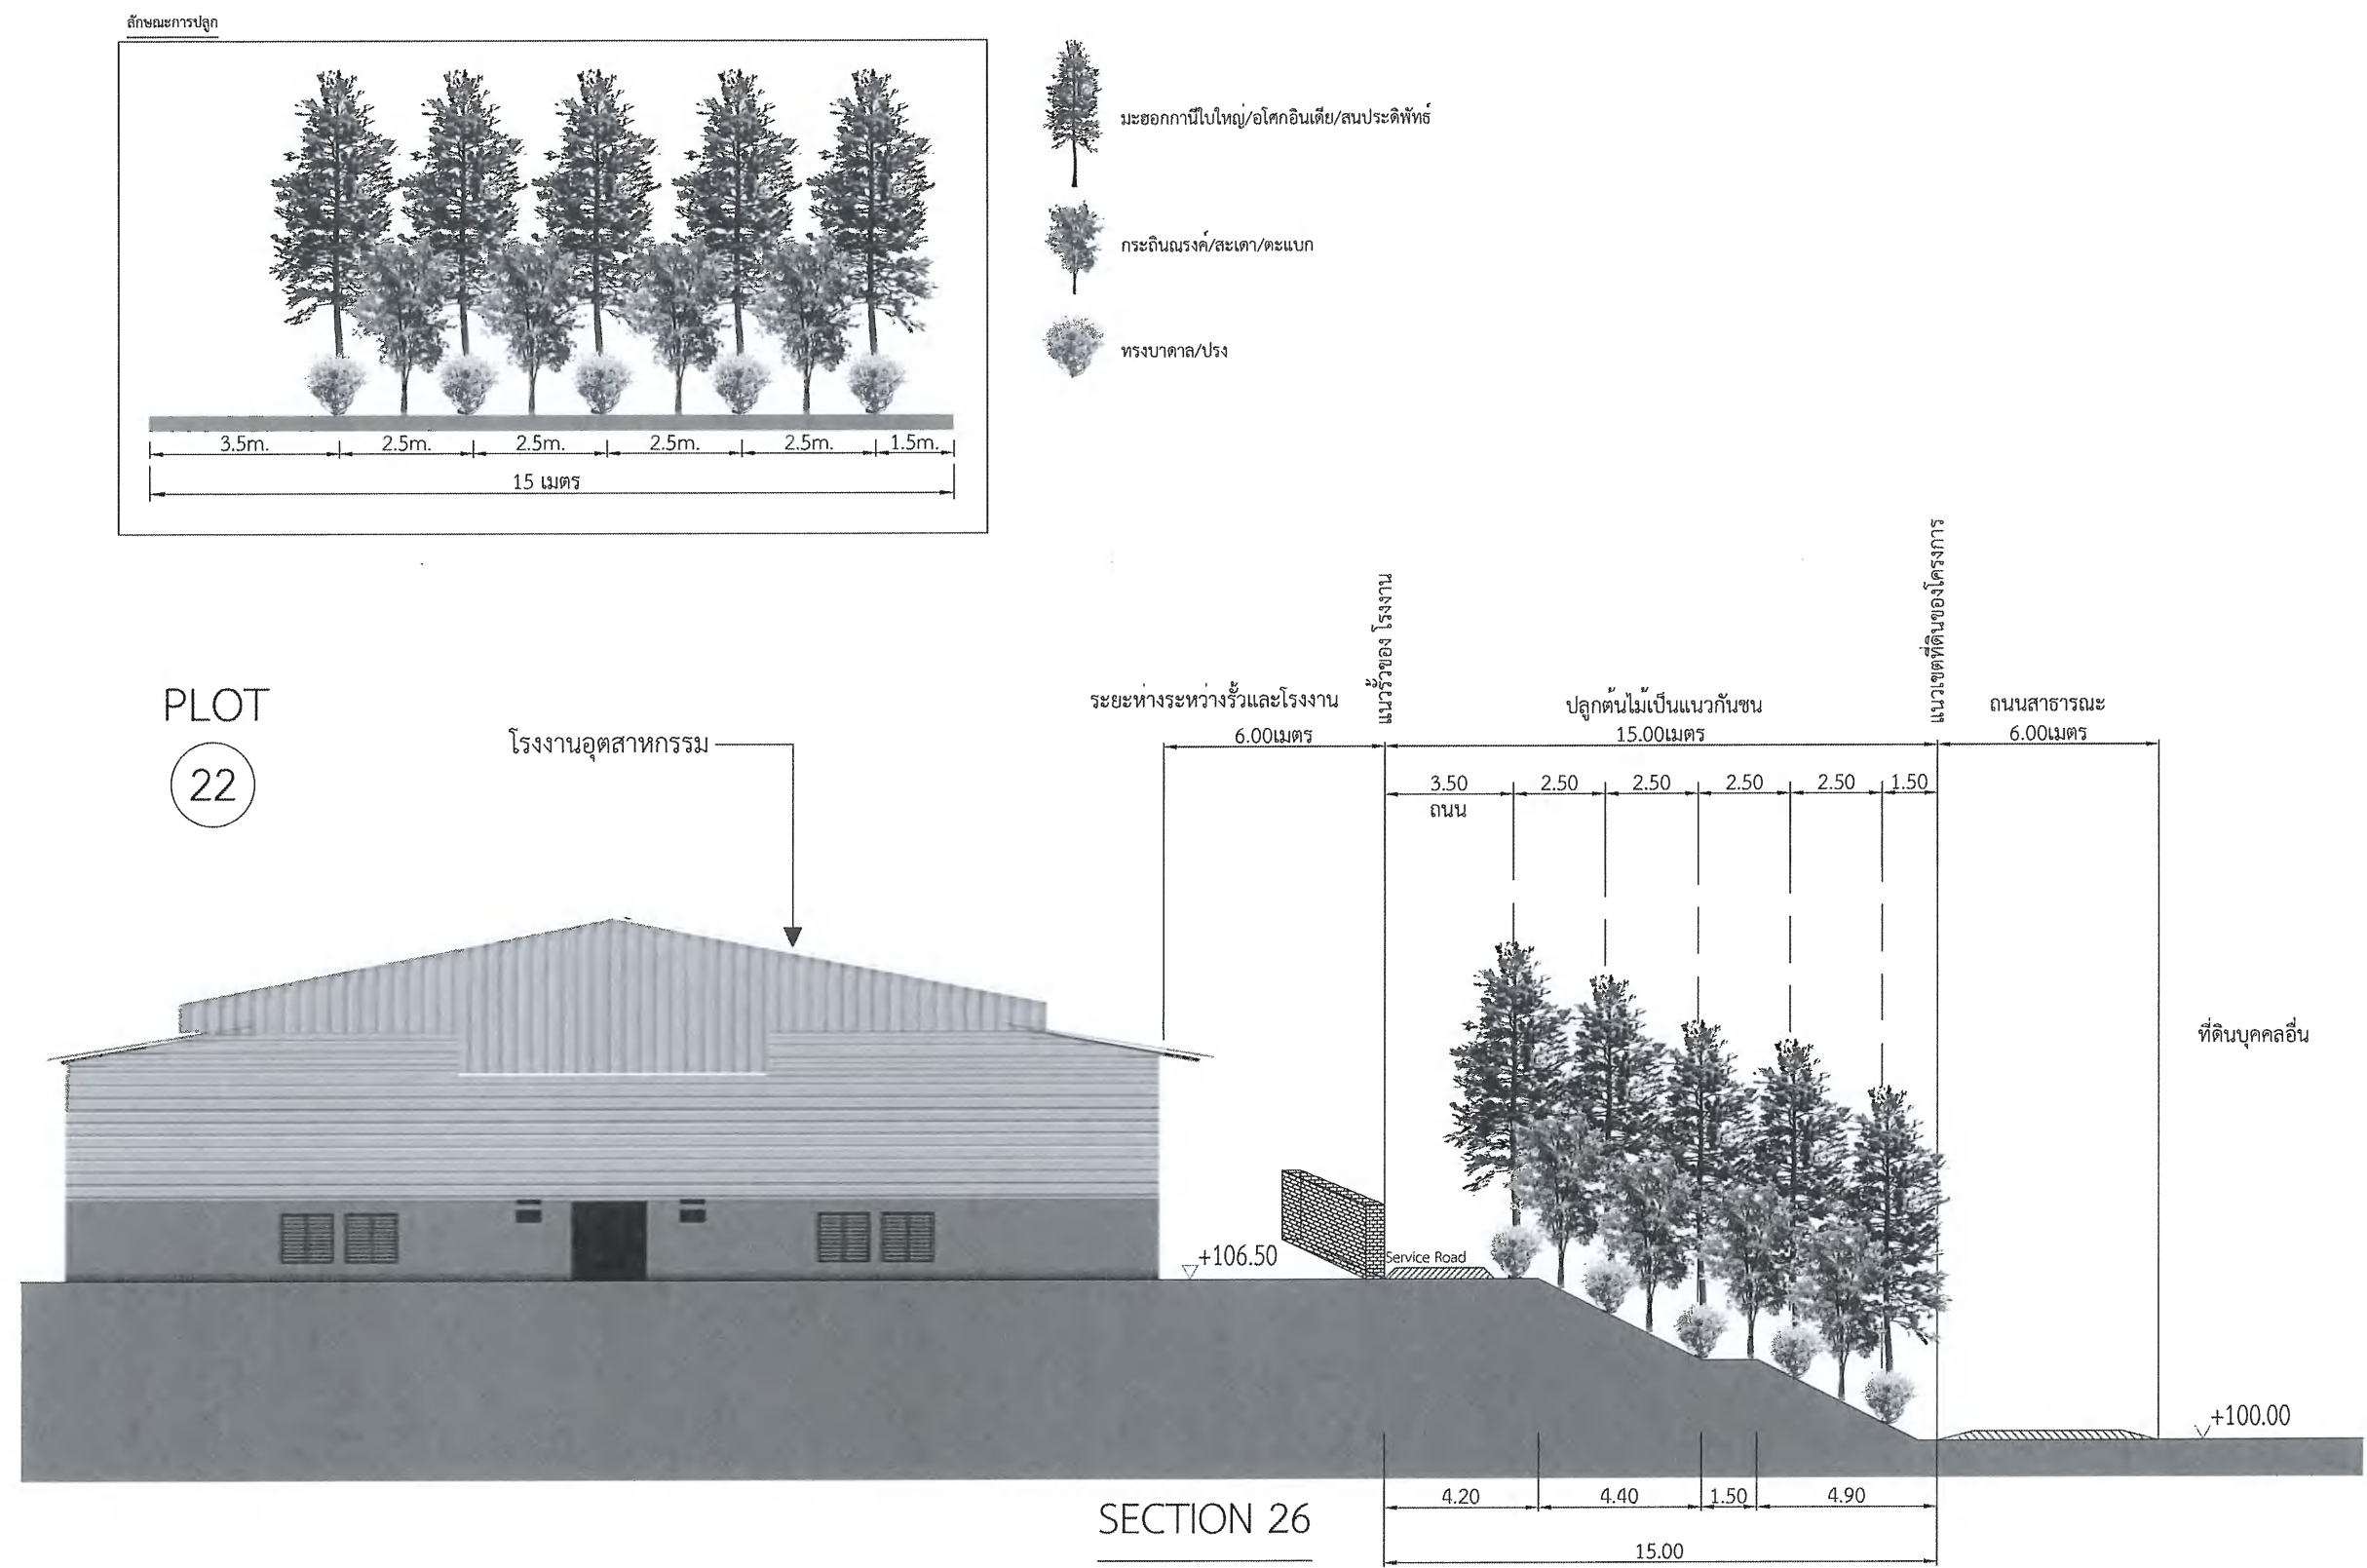 ลักษณะการปลูก
3.5m. 2.5m. 2.5m. 2.5m. 2.5m. 1.5m.
15 เมตร
มะฮอกกานีใบใหญ่/อโศกอินเดีย/สนประดิพัทธ์
กระถินณรงค์/สะเดา/ตะแบก
ทรงบาดาล/ปรง
PLOT
22
โรงงานอุตสาหกรรม
ระยะห่างระหว่างรั้วและโรงงาน
6.00เมตร
แนวรั้วของ โรงงาน
ปลูกต้นไม้เป็นแนวกันชน
15.00เมตร
แนวเขตที่ดินของโครงการ
ถนนสาธารณะ
6.00เมตร
3.50 2.50 2.50 2.50 2.50 1.50
ถนน
ที่ดินบุคคลอื่น
+106.50
Service Road
+100.00
4.20 4.40 1.50 4.90
15.00
SECTION 26